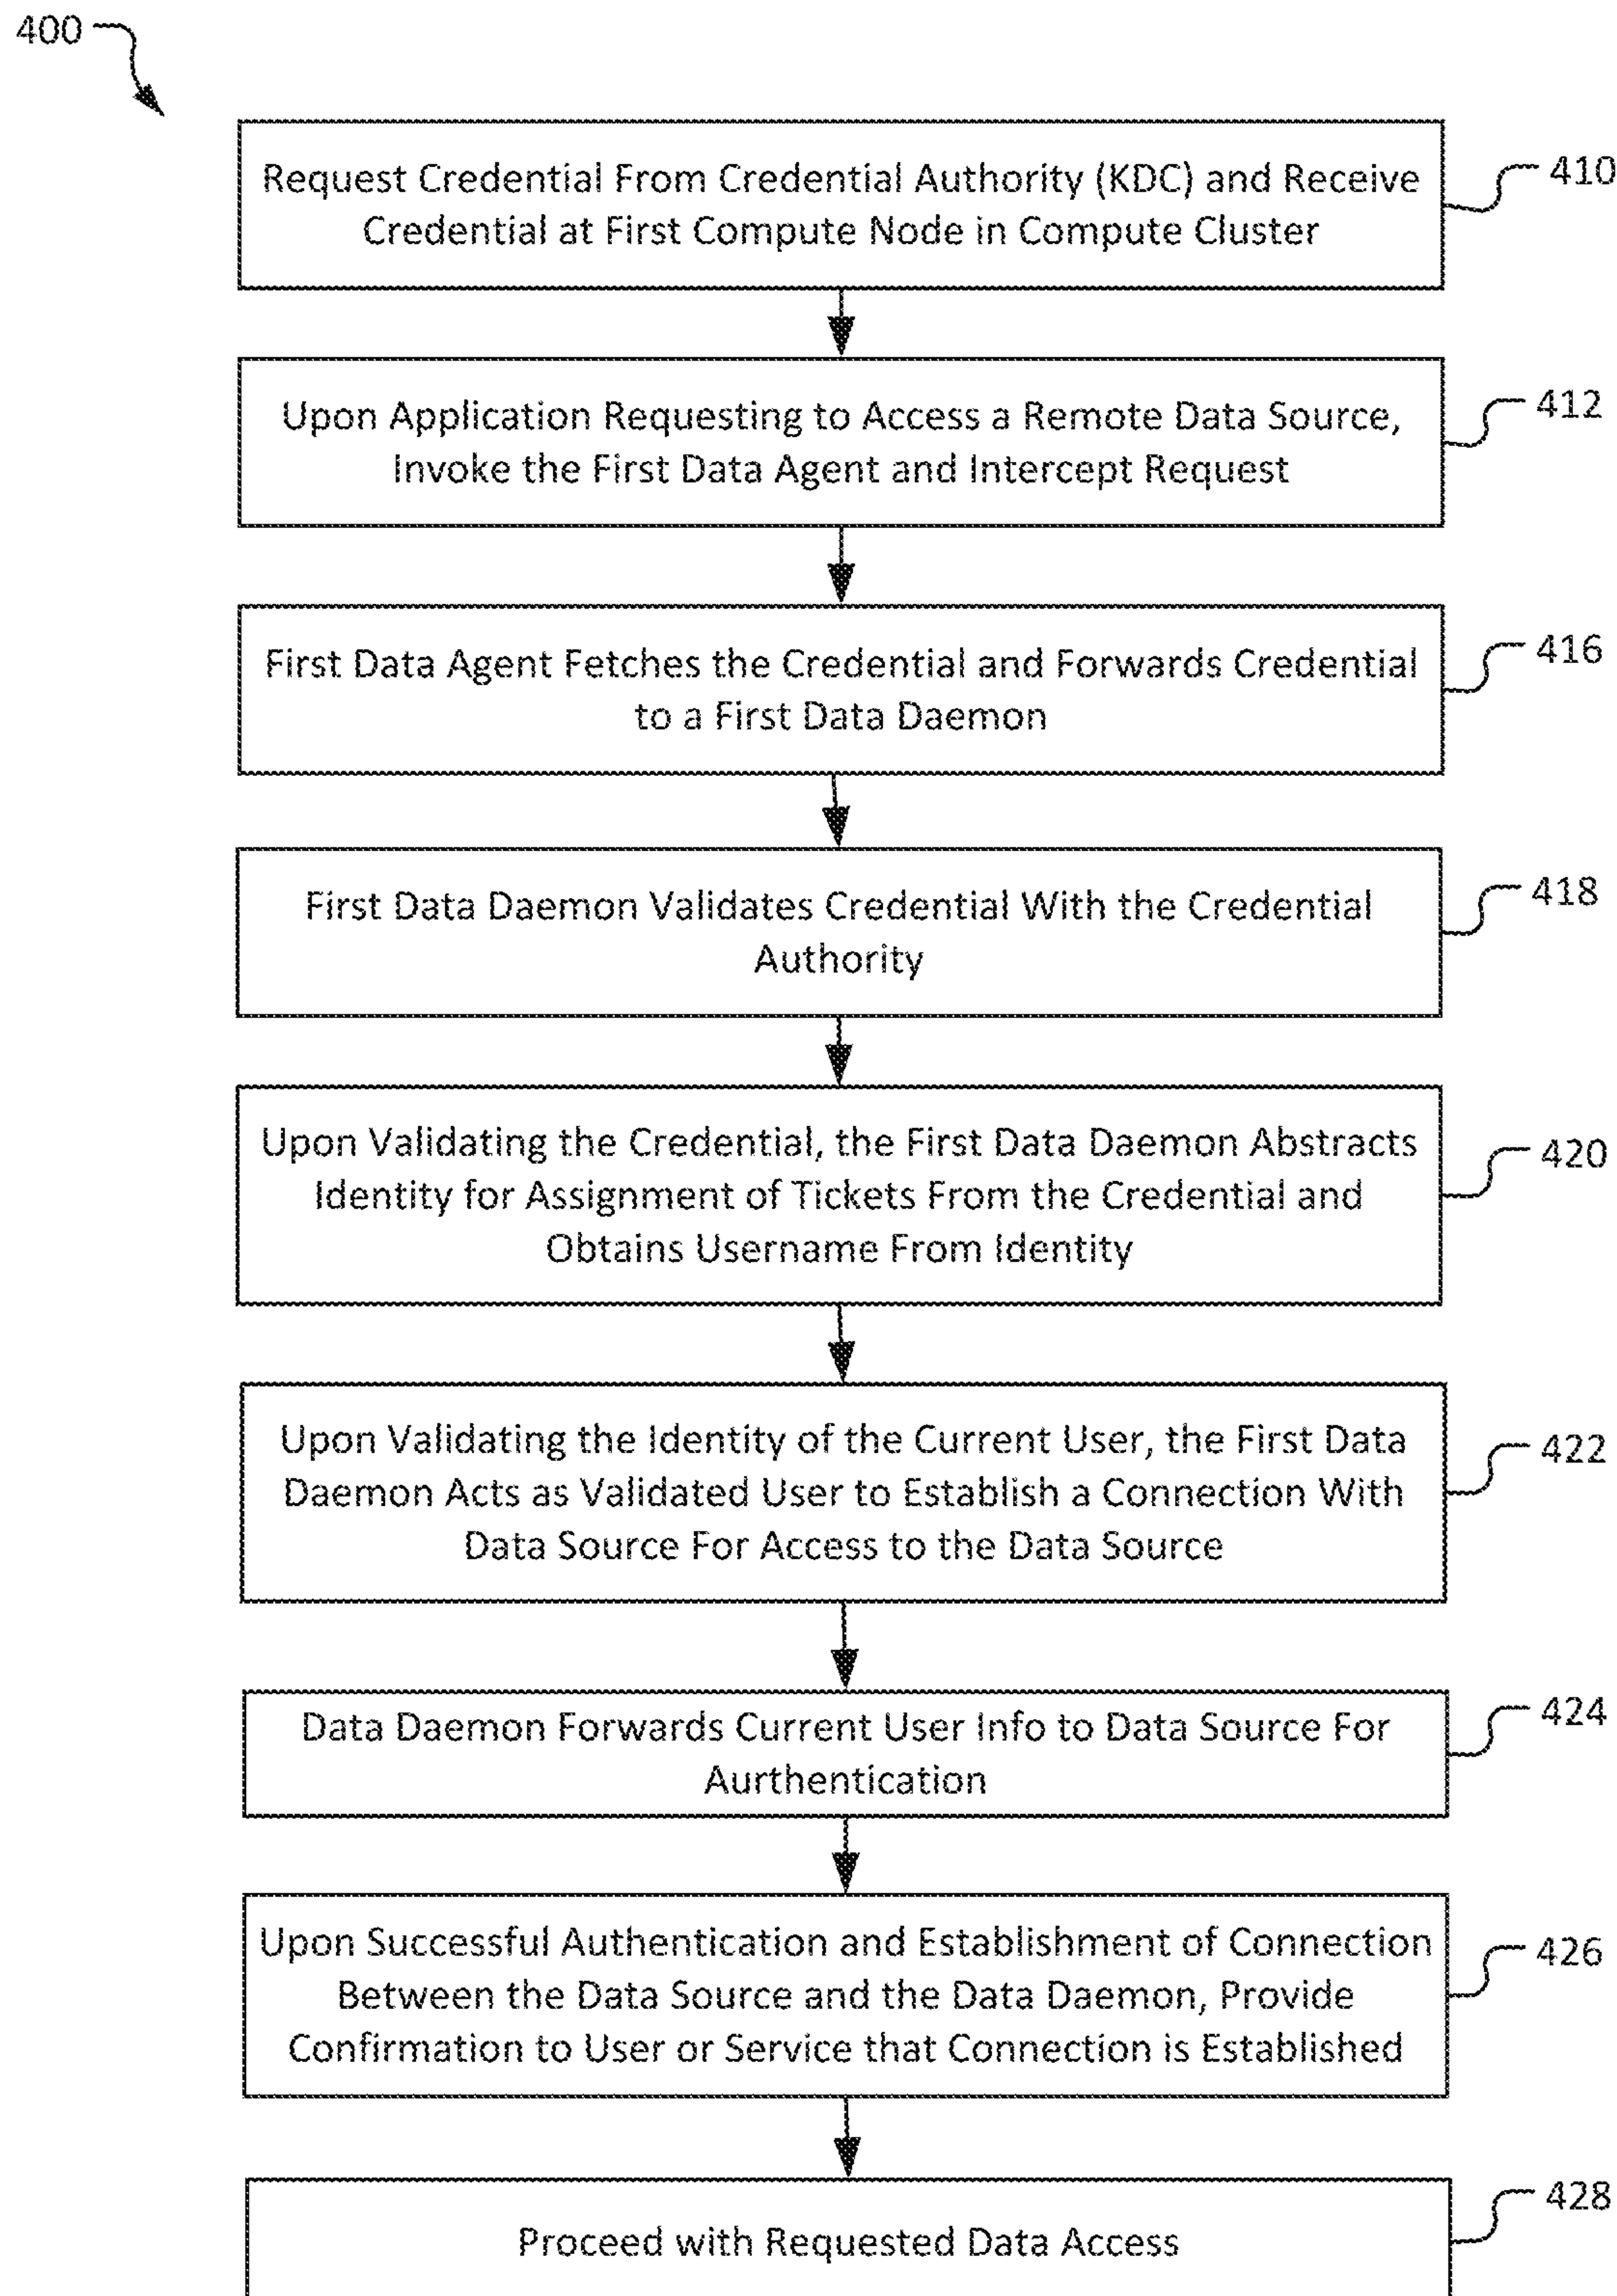 400
Request Credential From Credential Authority (KDC) and Receive
Credential at First Compute Node in Compute Cluster
410
Upon Application Requesting to Access a Remote Data Source,
Invoke the First Data Agent and Intercept Request
412
First Data Agent Fetches the Credential and Forwards Credential
to a First Data Daemon
416
First Data Daemon Validates Credential With the Credential
Authority
418
Upon Validating the Credential, the First Data Daemon Abstracts
Identity for Assignment of Tickets From the Credential and
Obtains Username From Identity
420
Upon Validating the Identity of the Current User, the First Data
Daemon Acts as Validated User to Establish a Connection With
Data Source For Access to the Data Source
422
Data Daemon Forwards Current User Info to Data Source For
Aurthentication
424
Upon Successful Authentication and Establishment of Connection
Between the Data Source and the Data Daemon, Provide
Confirmation to User or Service that Connection is Established
426
Proceed with Requested Data Access
428